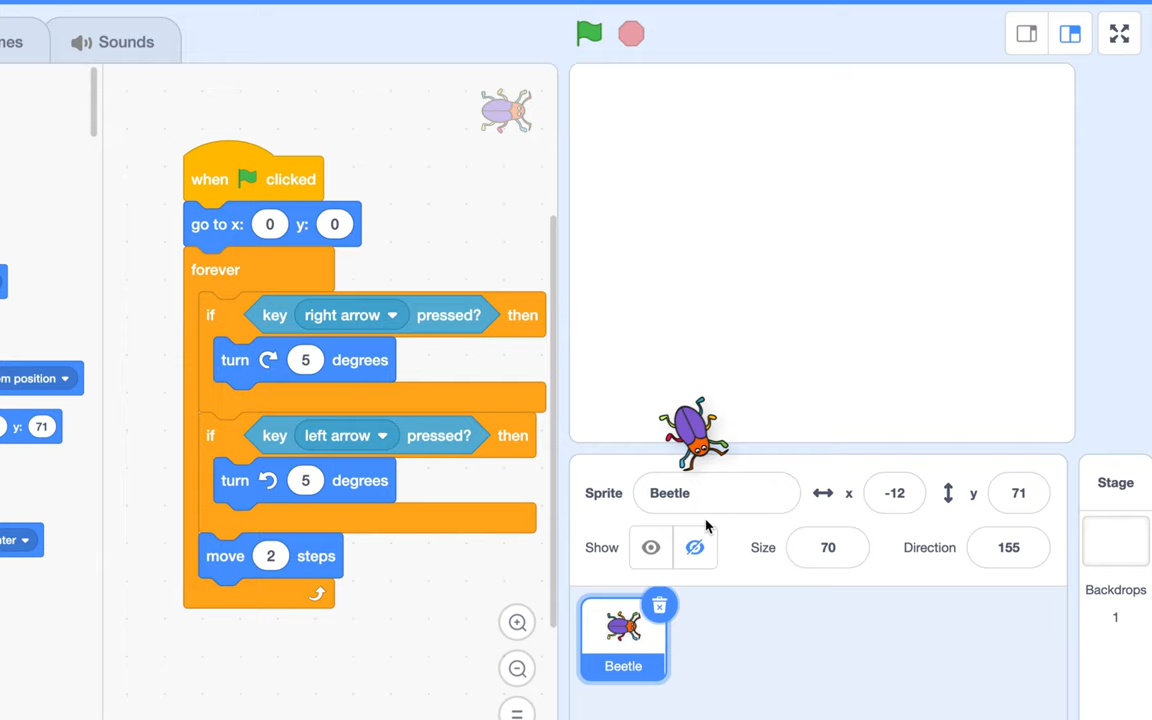 mes
Sounds
when clicked
go to x: 0 y: 0
forever
if key right arrow pressed? then
turn 5 degrees
if key left arrow pressed? then
turn 5 degrees
move 2 steps
m position
y: 71
ter
Sprite Beetle x -12 y 71
Show Size 70 Direction 155
Beetle
Stage
Backdrops
1